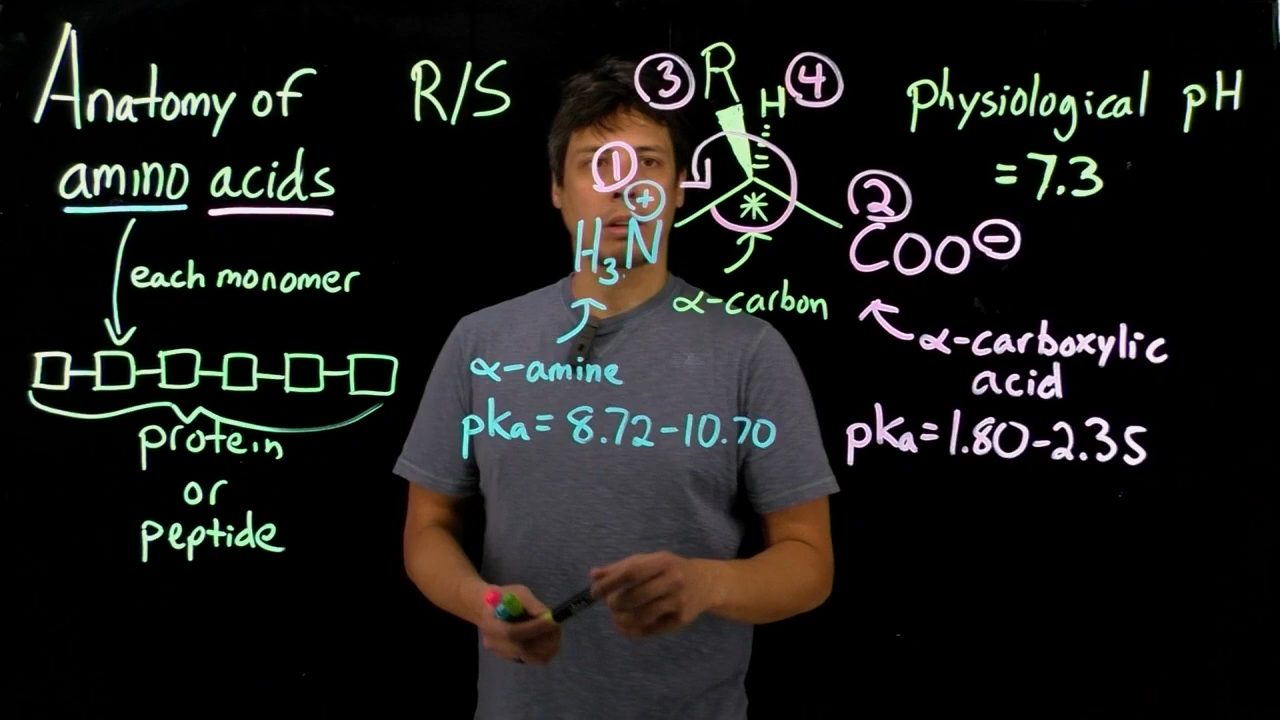 Anatomy of
amino acids
each monomer
protein
or
peptide
R/S
③ R H ④
①
H₃N⊕
*
②
COO⊖
α-carbon
α-amine
pKa = 8.72-10.70
α-carboxylic
acid
pKa = 1.80-2.35
physiological pH
= 7.3